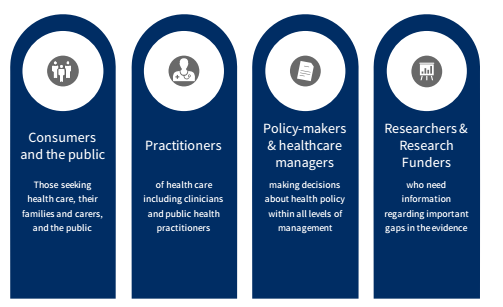 Consumers
and the public
Those seeking
health care, their
families and carers,
and the public
Practitioners
of health care
including clinicians
and public health
practitioners
Policy-makers
& healthcare
managers
making decisions
about health policy
within all levels of
management
Researchers &
Research
Funders
who need
information
regarding important
gaps in the evidence